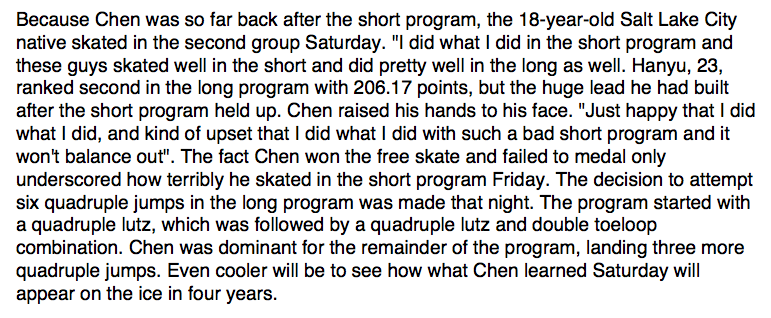 Because Chen was so far back after the short program, the 18-year-old Salt Lake City
native skated in the second group Saturday. "I did what I did in the short program and
these guys skated well in the short and did pretty well in the long as well. Hanyu, 23,
ranked second in the long program with 206.17 points, but the huge lead he had built
after the short program held up. Chen raised his hands to his face. "Just happy that I did
what I did, and kind of upset that I did what I did with such a bad short program and it
won't balance out". The fact Chen won the free skate and failed to medal only
underscored how terribly he skated in the short program Friday. The decision to attempt
six quadruple jumps in the long program was made that night. The program started with
a quadruple lutz, which was followed by a quadruple lutz and double toeloop
combination. Chen was dominant for the remainder of the program, landing three more
quadruple jumps. Even cooler will be to see how what Chen learned Saturday will
appear on the ice in four years.